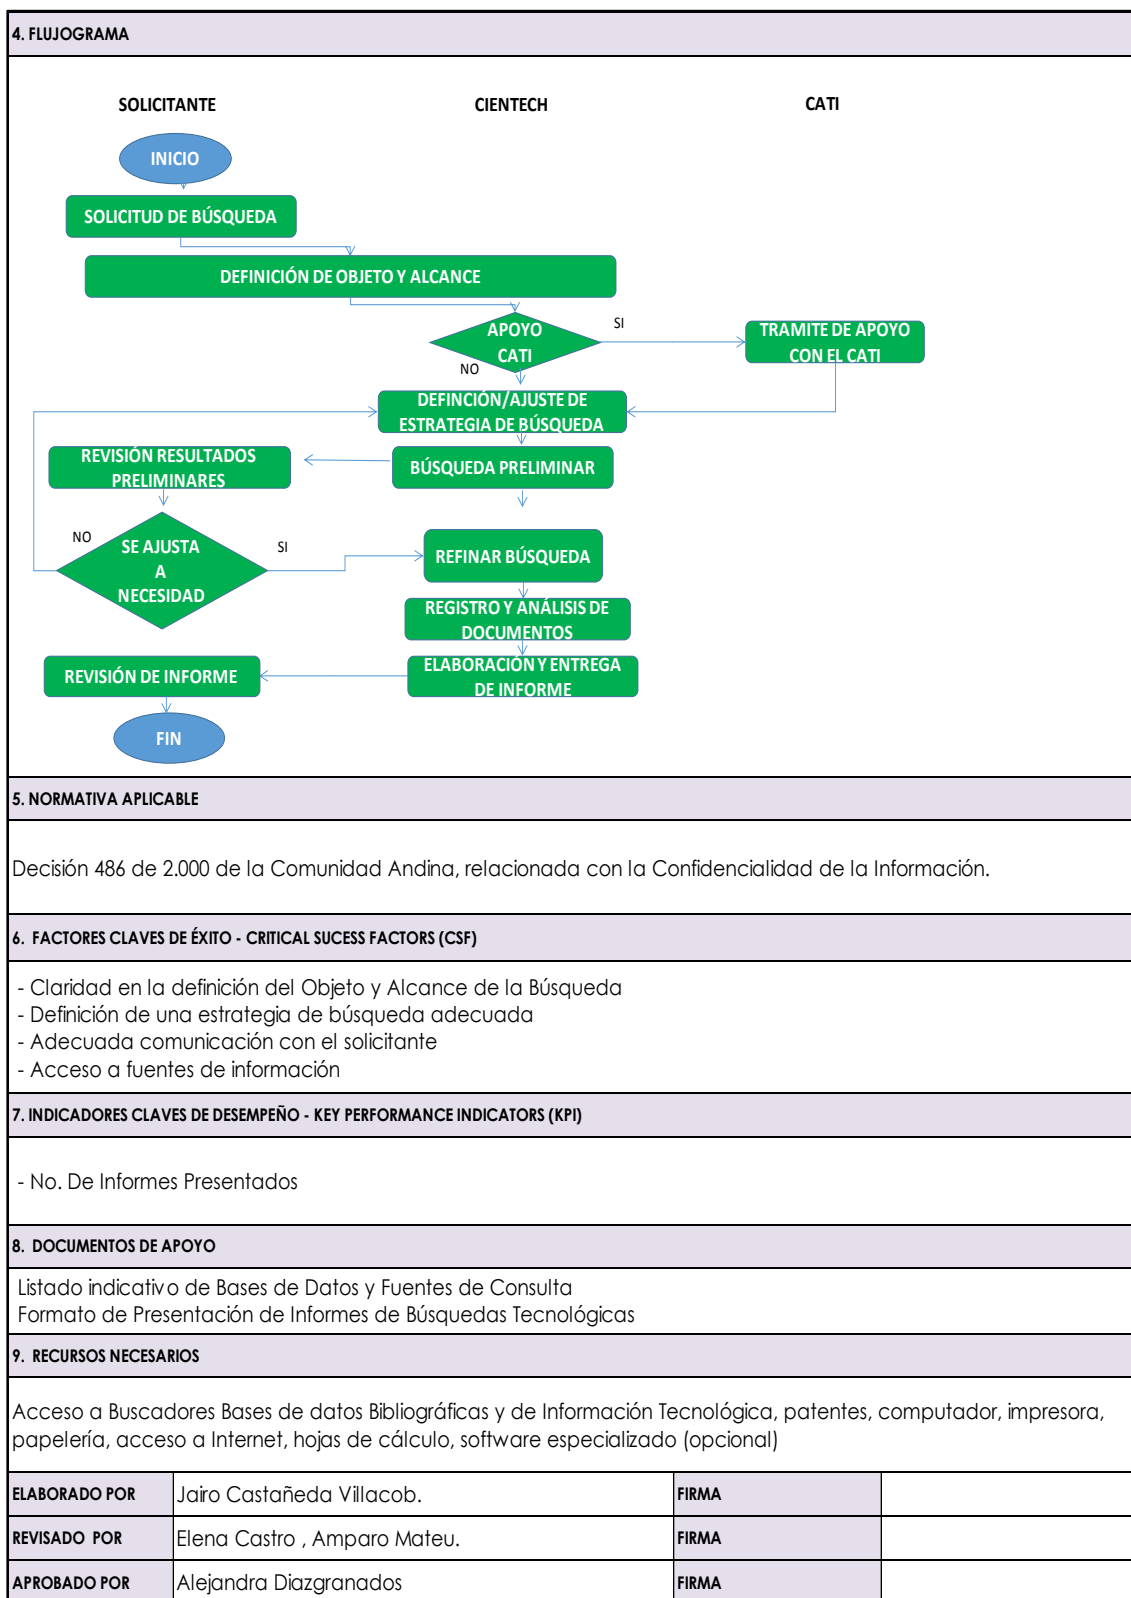 4. FLUJOGRAMA
SOLICITANTE
CIENTECH
CATI
INICIO
SOLICITUD DE BÚSQUEDA
DEFINICIÓN DE OBJETO Y ALCANCE
APOYO
CATI
SI
NO
TRAMITE DE APOYO
CON EL CATI
DEFINCIÓN/AJUSTE DE
ESTRATEGIA DE BÚSQUEDA
REVISIÓN RESULTADOS
PRELIMINARES
BÚSQUEDA PRELIMINAR
NO
SE AJUSTA
A
NECESIDAD
SI
REFINAR BÚSQUEDA
REGISTRO Y ANÁLISIS DE
DOCUMENTOS
REVISIÓN DE INFORME
ELABORACIÓN Y ENTREGA
DE INFORME
FIN
5. NORMATIVA APLICABLE
Decisión 486 de 2.000 de la Comunidad Andina, relacionada con la Confidencialidad de la Información.
6. FACTORES CLAVES DE ÉXITO - CRITICAL SUCESS FACTORS (CSF)
- Claridad en la definición del Objeto y Alcance de la Búsqueda
- Definición de una estrategia de búsqueda adecuada
- Adecuada comunicación con el solicitante
- Acceso a fuentes de información
7. INDICADORES CLAVES DE DESEMPEÑO - KEY PERFORMANCE INDICATORS (KPI)
- No. De Informes Presentados
8. DOCUMENTOS DE APOYO
Listado indicativo de Bases de Datos y Fuentes de Consulta
Formato de Presentación de Informes de Búsquedas Tecnológicas
9. RECURSOS NECESARIOS
Acceso a Buscadores Bases de datos Bibliográficas y de Información Tecnológica, patentes, computador, impresora,
papelería, acceso a Internet, hojas de cálculo, software especializado (opcional)
ELABORADO POR Jairo Castañeda Villacob. FIRMA
REVISADO POR Elena Castro , Amparo Mateu. FIRMA
APROBADO POR Alejandra Diazgranados FIRMA